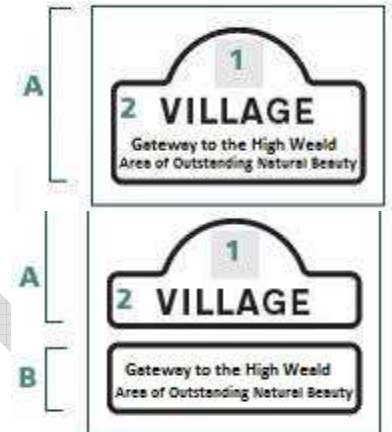 A
1
2 VILLAGE
Gateway to the High Weald
Area of Outstanding Natural Beauty
A
1
2 VILLAGE
B
Gateway to the High Weald
Area of Outstanding Natural Beauty